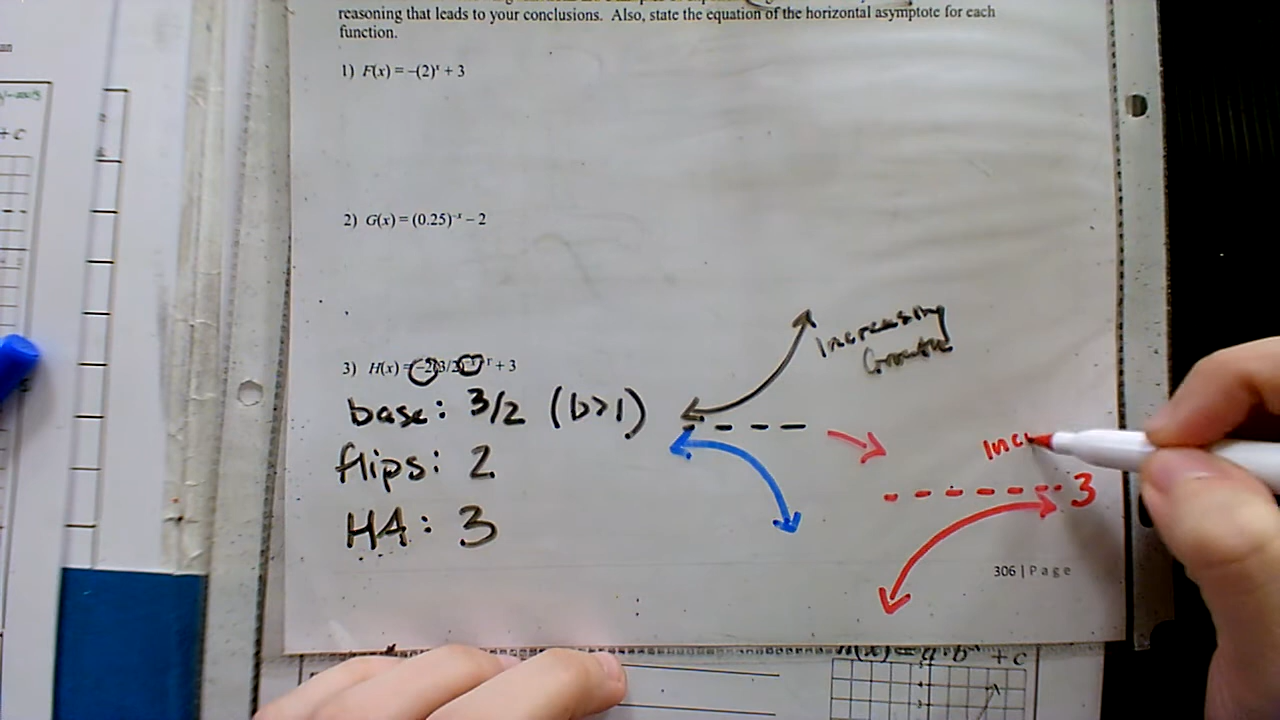 reasoning that leads to your conclusions. Also, state the equation of the horizontal asymptote for each
function.
1) F(x) = –(2)ˣ + 3
2) G(x) = (0.25)⁻ˣ – 2
3) H(x) = –2(3/2)⁻ˣ + 3
base: 3/2 (b>1)
flips: 2
HA: 3
Increasing
Growth
Inc
3
306 | Page
+ c